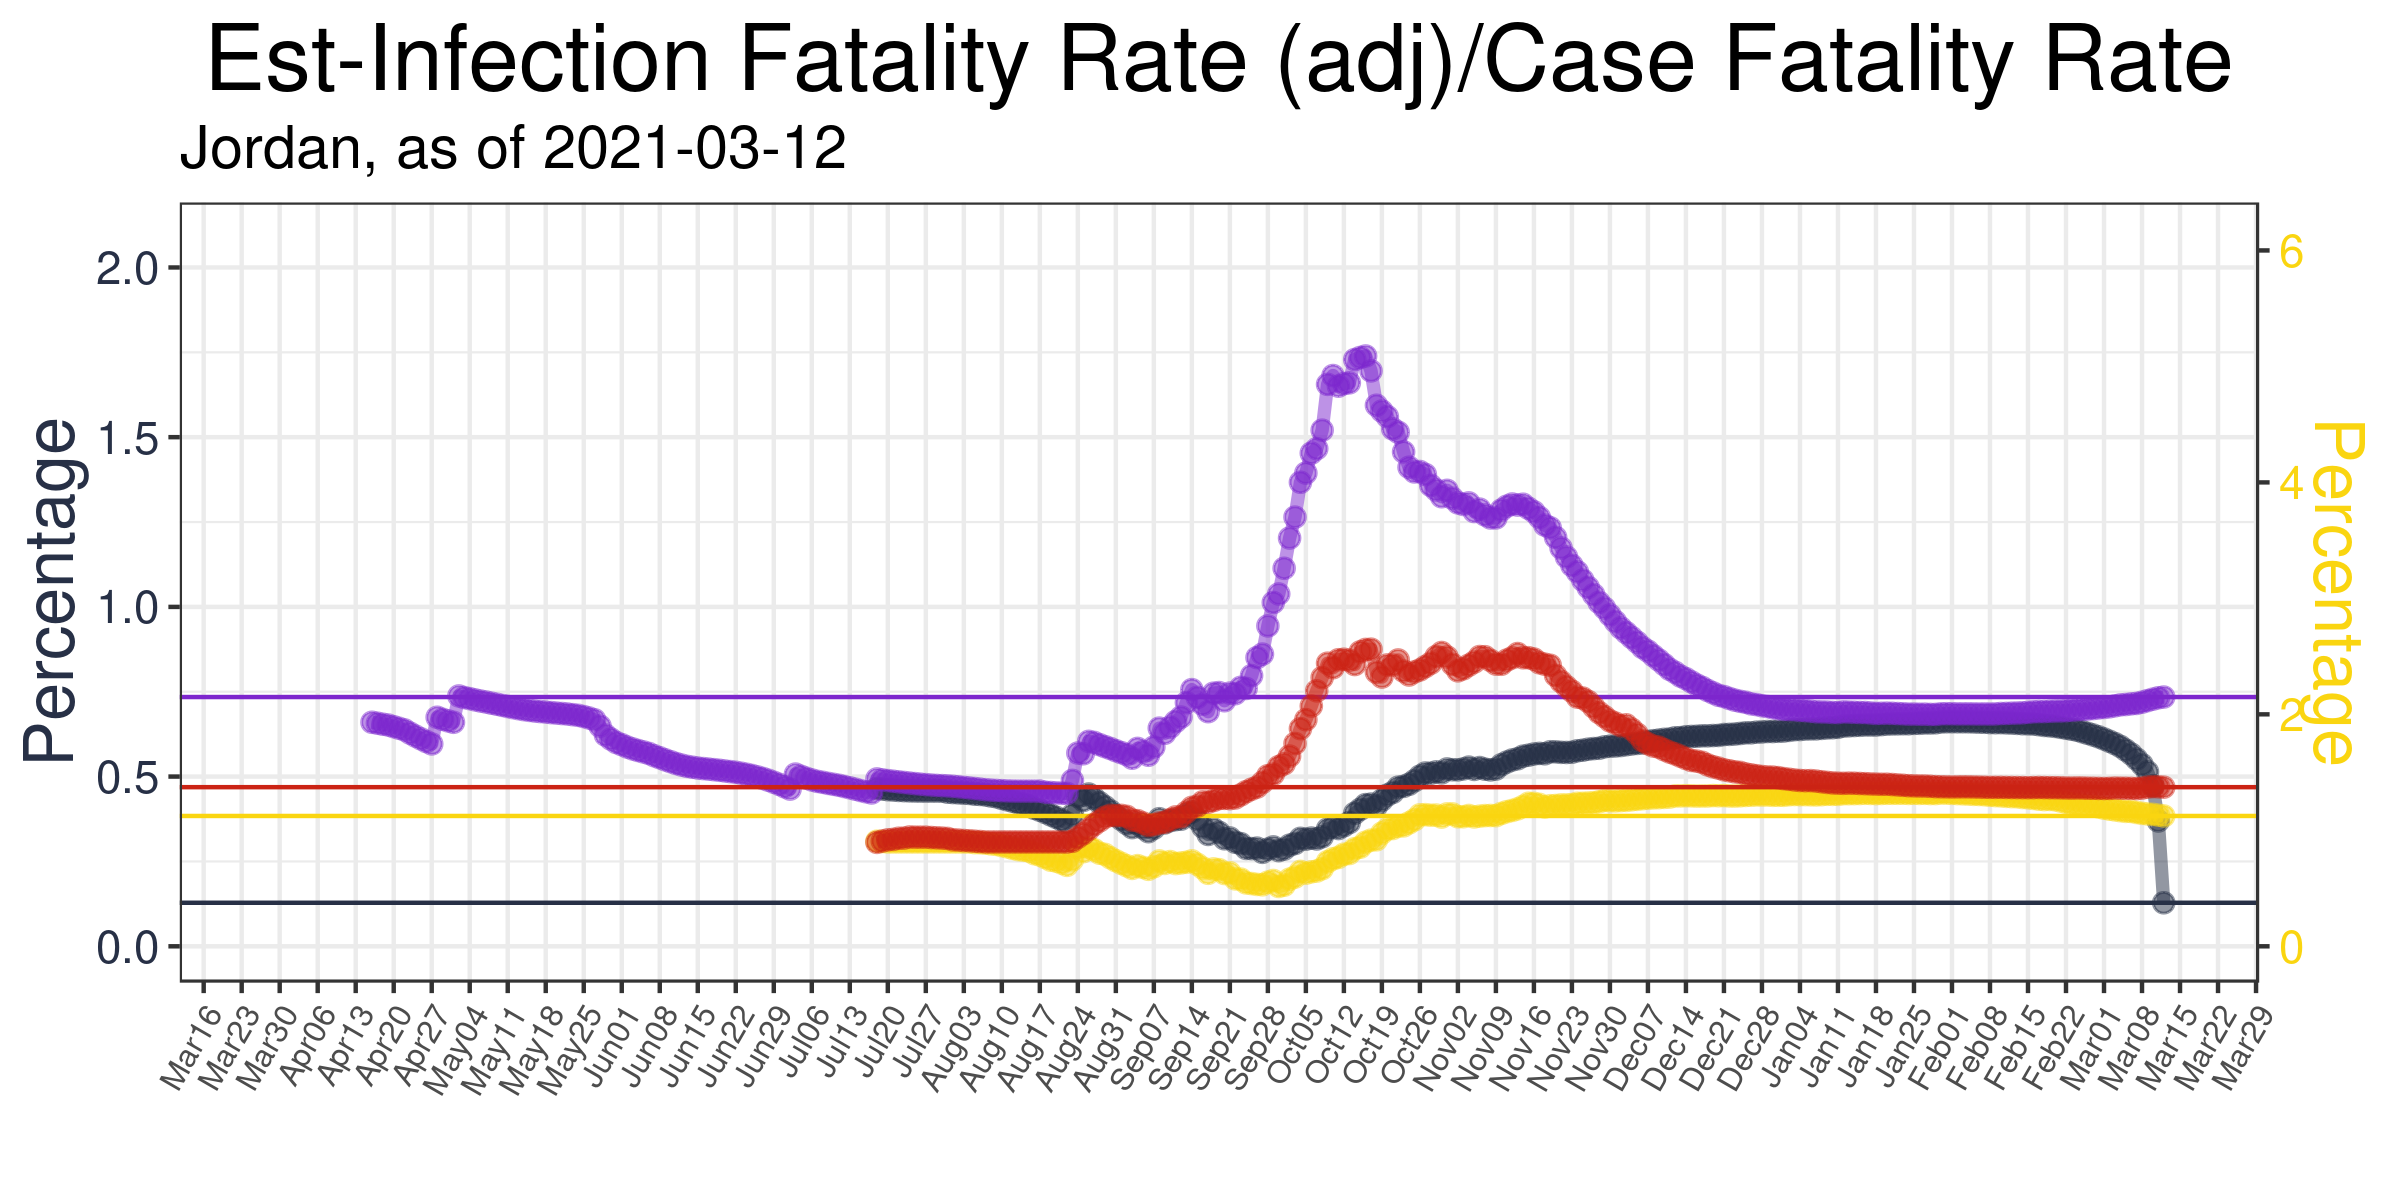 Est-Infection Fatality Rate (adj)/Case Fatality Rate
Jordan, as of 2021-03-12
Percentage
2.0
1.5
1.0
0.5
0.0
6
4
2
0
Percentage
Mar16
Mar23
Mar30
Apr06
Apr13
Apr20
Apr27
May04
May11
May18
May25
Jun01
Jun08
Jun15
Jun22
Jun29
Jul06
Jul13
Jul20
Jul27
Aug03
Aug10
Aug17
Aug24
Aug31
Sep07
Sep14
Sep21
Sep28
Oct05
Oct12
Oct19
Oct26
Nov02
Nov09
Nov16
Nov23
Nov30
Dec07
Dec14
Dec21
Dec28
Dec04
Jan11
Jan18
Jan25
Jan25
Feb01
Feb08
Feb15
Feb22
Mar01
Mar08
Mar15
Mar22
Mar29